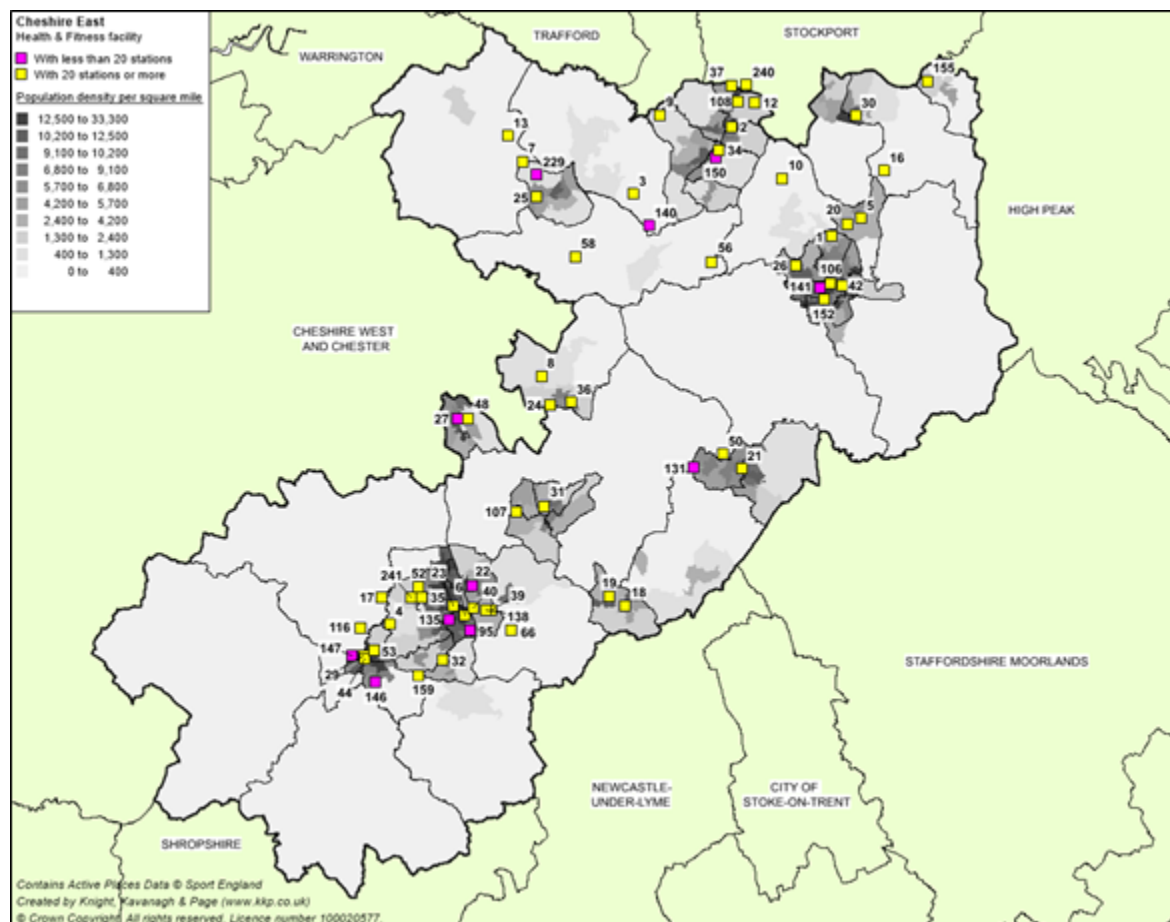 Cheshire East
Health & Fitness facility
With less than 20 stations
With 20 stations or more
Population density per square mile
12,500 to 33,300
10,200 to 12,500
9,100 to 10,200
6,800 to 9,100
5,700 to 6,800
4,200 to 5,700
2,400 to 4,200
1,300 to 2,400
400 to 1,300
0 to 400
TRAFFORD
STOCKPORT
WARRINGTON
37 240
155
108 12
9
30
13
2
7
34
229
150
10
16
25
3
20 5
HIGH PEAK
140
1
58
56
26
106
141 42
152
CHESHIRE WEST
AND CHESTER
8
24 36
27 48
50
131 21
31
107
241 52 23 22
17 35 6 40 39
19 18
4
135 138
116 95 66
147 53
32
29
44 146 159
STAFFORDSHIRE MOORLANDS
NEWCASTLE-
UNDER-LYME
CITY OF
STOKE-ON-TRENT
SHROPSHIRE
Contains Active Places Data © Sport England
Created by Knight, Kavanagh & Page (www.kkp.co.uk)
© Crown Copyright. All rights reserved. Licence number 100020577.